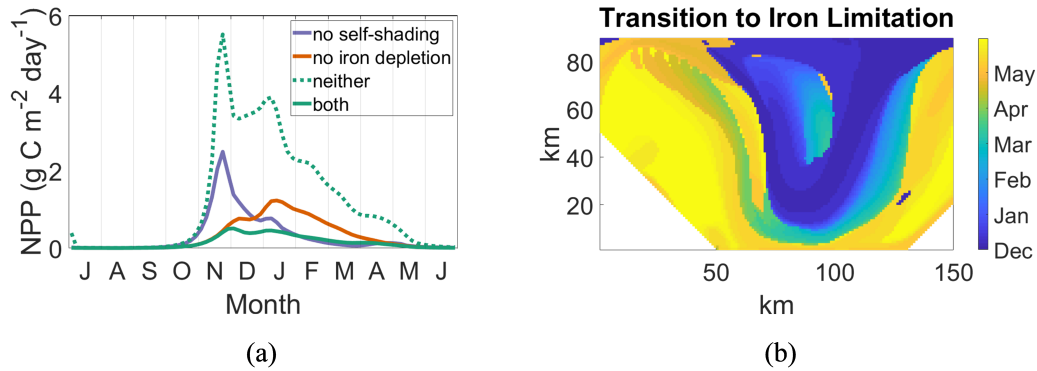 NPP (g C m-2 day-1)
6
4
2
0
no self-shading
no iron depletion
neither
both
J A S O N D J F M A M J
Month
(a)
Transition to Iron Limitation
km
80
60
40
20
50 100 150
km
May
Apr
Mar
Feb
Jan
Dec
(b)